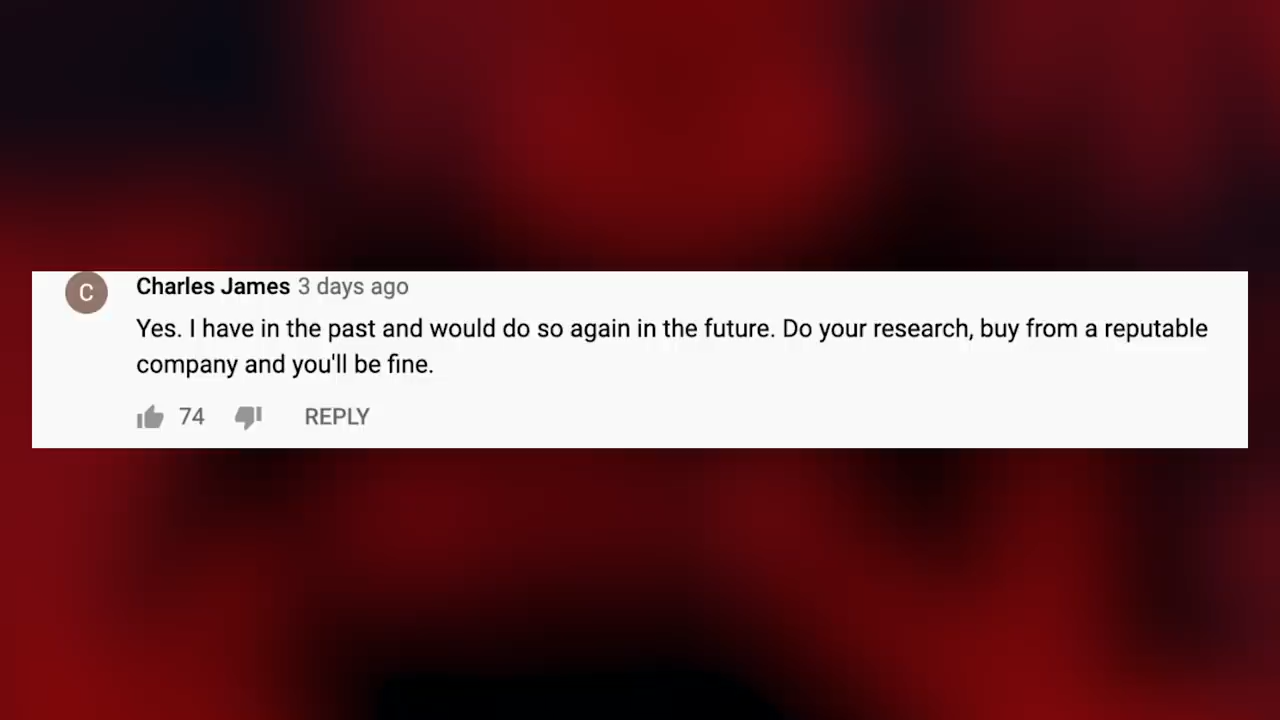 C
Charles James 3 days ago
Yes. I have in the past and would do so again in the future. Do your research, buy from a reputable
company and you'll be fine.
74 REPLY